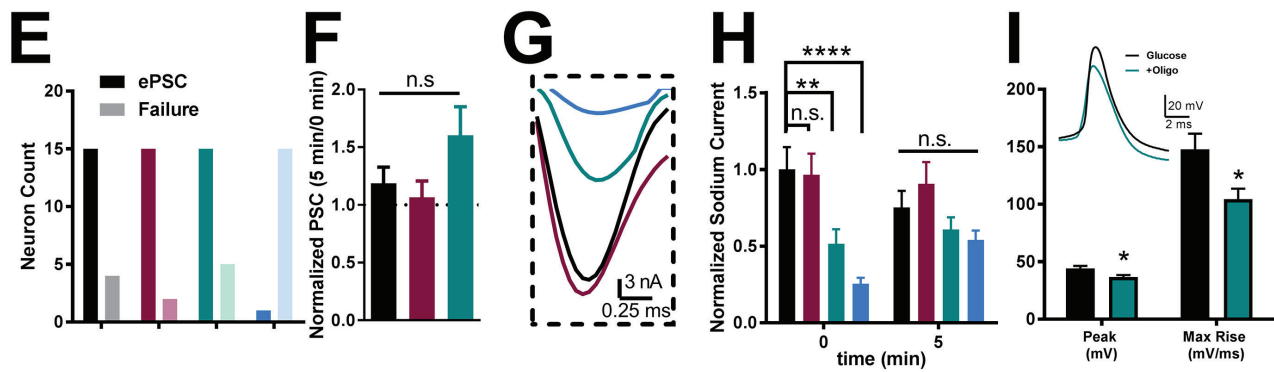 E
ePSC
Failure
20
15
10
5
0
Neuron Count
F
n.s
2.0
1.5
1.0
0.5
0.0
Normalized PSC (5 min/0 min)
G
3 nA
0.25 ms
H
****
**
n.s.
n.s.
1.5
1.0
0.5
0.0
Normalized Sodium Current
0
5
time (min)
I
Glucose
+Oligo
20 mV
2 ms
200
150
100
50
0
*
*
Peak
(mV)
Max Rise
(mV/ms)